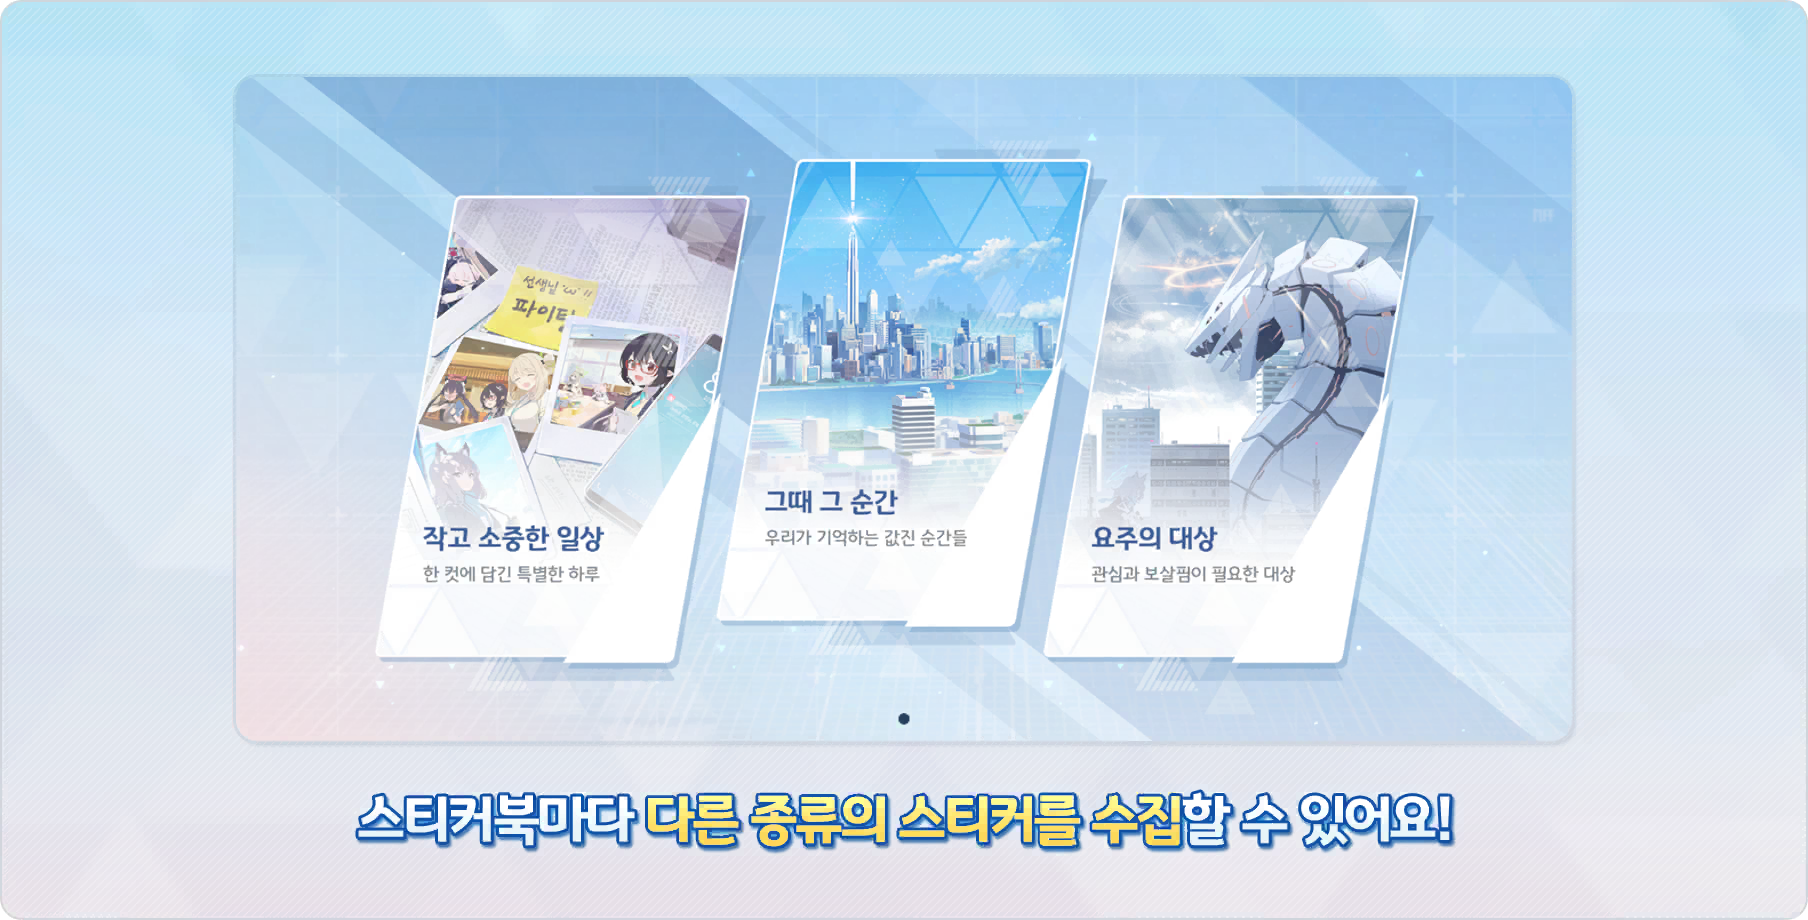 선생님 'ω' !!
파이팅
작고 소중한 일상
한 컷에 담긴 특별한 하루
그때 그 순간
우리가 기억하는 값진 순간들
요주의 대상
관심과 보살핌이 필요한 대상
스티커북마다 다른 종류의 스티커를 수집할 수 있어요!